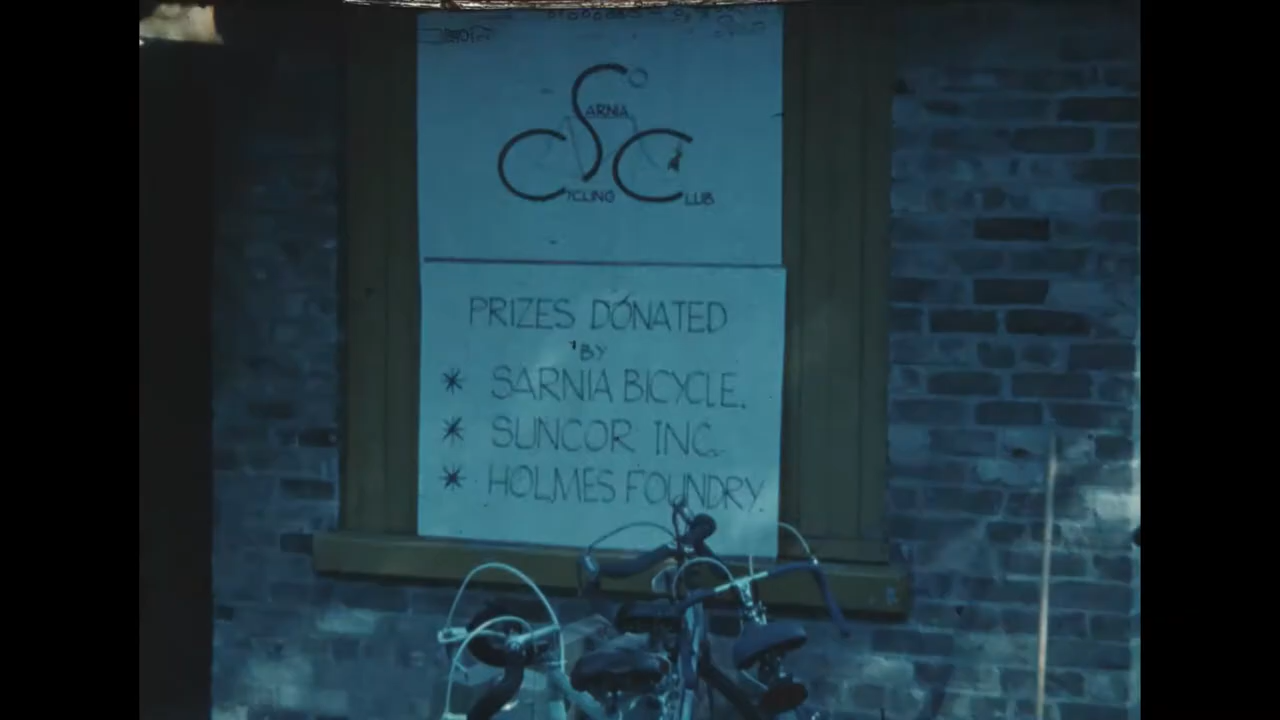 SARNIA
CYCLING CLUB
PRIZES DONATED
BY
* SARNIA BICYCLE.
* SUNCOR INC.
* HOLMES FOUNDRY.